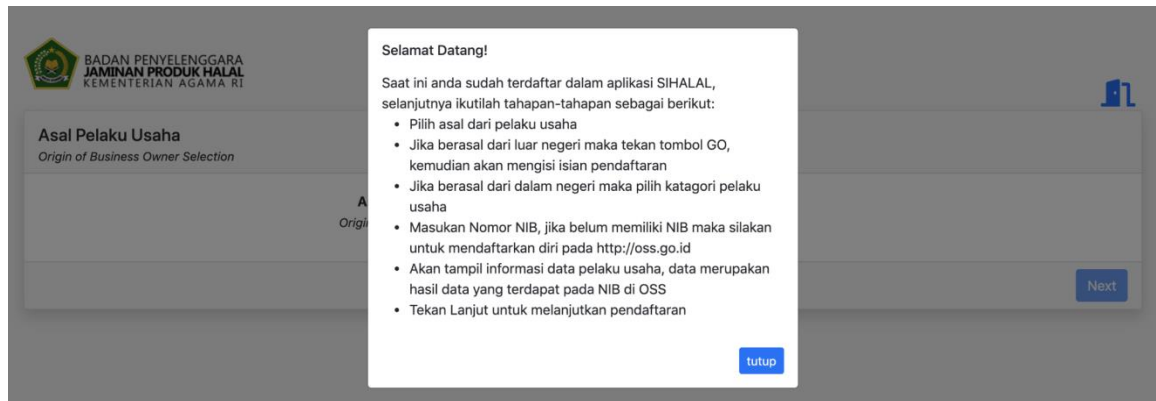 BADAN PENYELENGGARA
JAMINAN PRODUK HALAL
KEMENTERIAN AGAMA RI
Asal Pelaku Usaha
Origin of Business Owner Selection
A
Origi
Next
Selamat Datang!
Saat ini anda sudah terdaftar dalam aplikasi SIHALAL,
selanjutnya ikutilah tahapan-tahapan sebagai berikut:
• Pilih asal dari pelaku usaha
• Jika berasal dari luar negeri maka tekan tombol GO,
kemudian akan mengisi isian pendaftaran
• Jika berasal dari dalam negeri maka pilih katagori pelaku
usaha
• Masukan Nomor NIB, jika belum memiliki NIB maka silakan
untuk mendaftarkan diri pada http://oss.go.id
• Akan tampil informasi data pelaku usaha, data merupakan
hasil data yang terdapat pada NIB di OSS
• Tekan Lanjut untuk melanjutkan pendaftaran
tutup